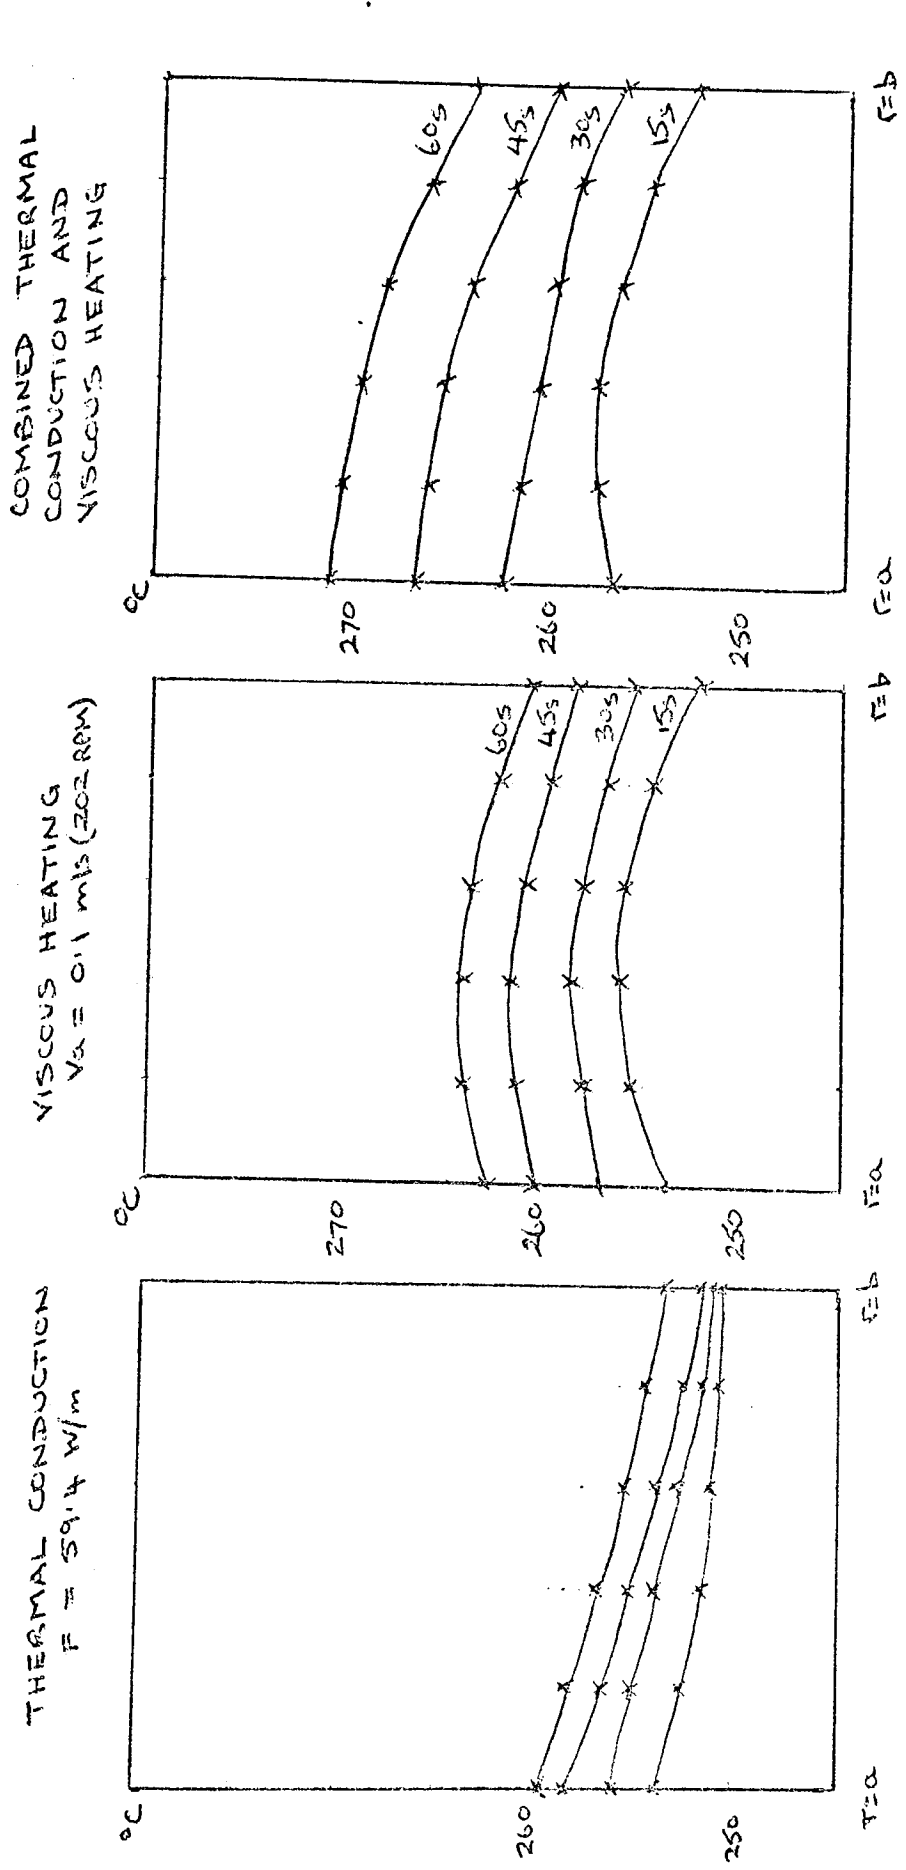 THERMAL CONDUCTION
F = 59.4 W/m
°C
260
250
r=a
r=b
VISCOUS HEATING
Va = 0.1 m/s (202 RPM)
°C
270
260
250
60s
45s
30s
15s
r=a
r=b
COMBINED THERMAL
CONDUCTION AND
VISCOUS HEATING
°C
270
260
250
60s
45s
30s
15s
r=a
r=b